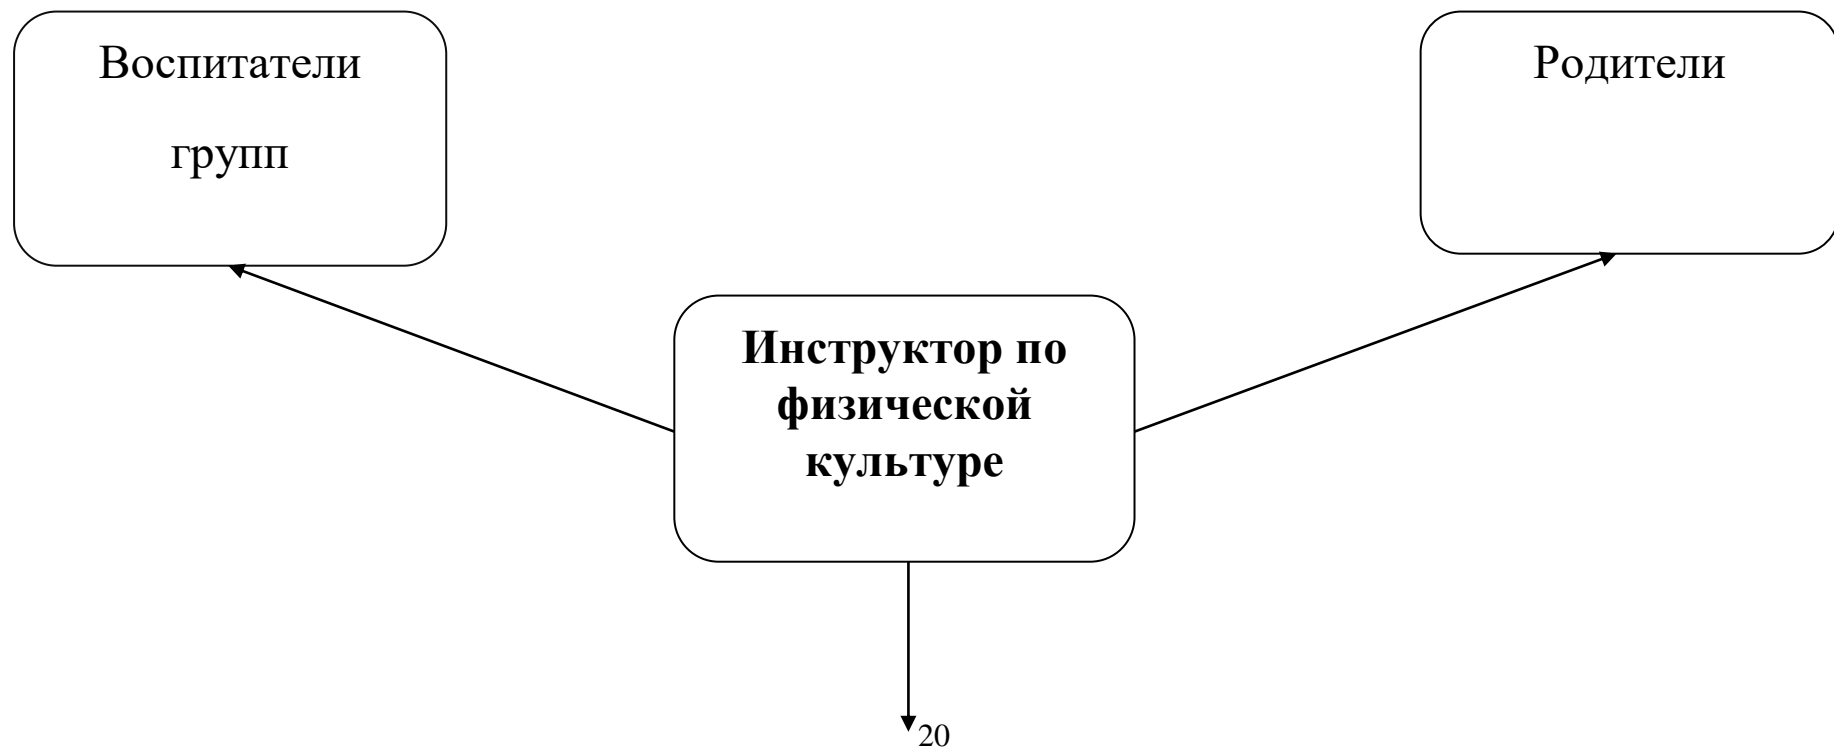 Воспитатели
групп
Родители
Инструктор по
физической
культуре
20